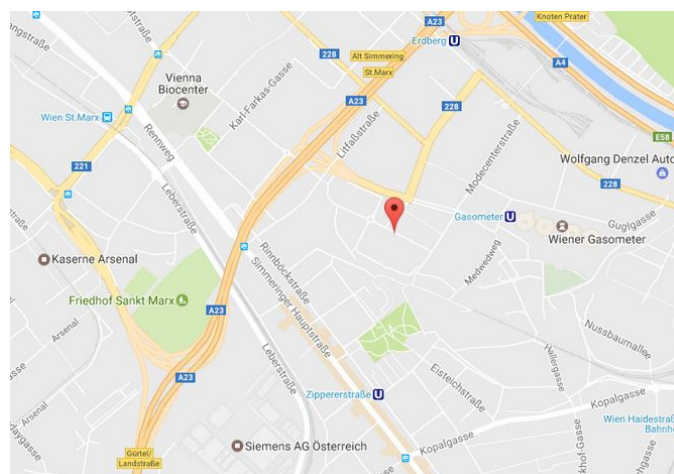 Knoten Prater
A23
Erdberg U
A4
228
Alt Simmering
St.Marx
Vienna
Biocenter
Karl-Farkas-Gasse
A23
228
E58
Wien St. Marx
Rennweg
Litfaßstraße
Modecenterstraße
Wolfgang Denzel Auto
221
Leberstraße
228
Gasometer U
Guglgasse
Wiener Gasometer
Kaserne Arsenal
Rinnböckstraße
Simmeringer Hauptstraße
Medwedweg
Friedhof Sankt Marx
A23
Arsenal
Nussbaumallee
Hallergasse
Leberstraße
Eisteichstraße
A23
Zippererstraße U
Kopalgasse
Arsenal
Wien Haidestraße
Bahnho
Gürtel/
Landstraße
Siemens AG Österreich
Kopalgasse